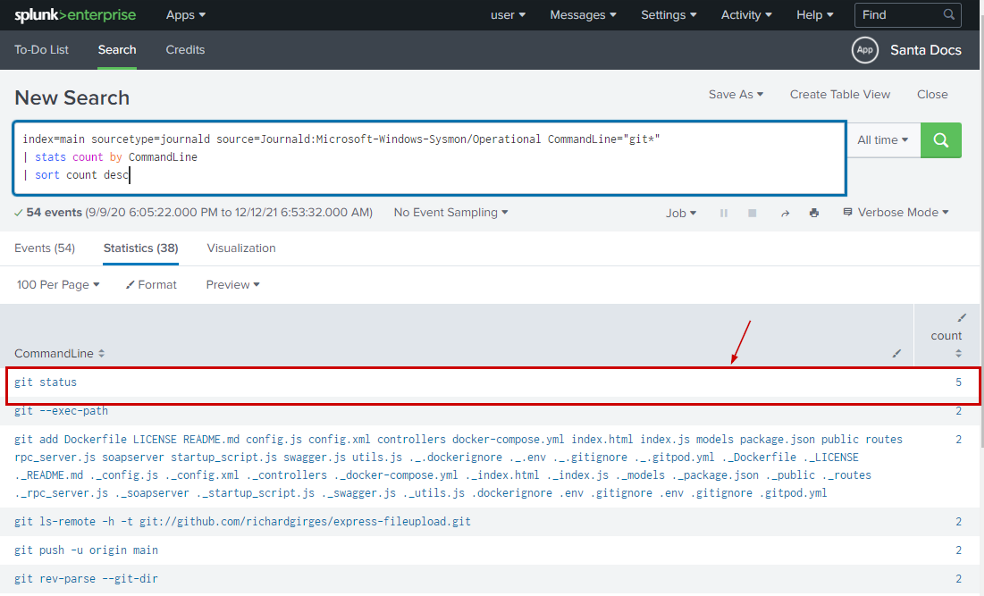 splunk>enterprise Apps ▾ user ▾ Messages ▾ Settings ▾ Activity ▾ Help ▾ Find
To-Do List Search Credits App Santa Docs
New Search Save As ▾ Create Table View Close
index=main sourcetype=journald source=Journald:Microsoft-Windows-Sysmon/Operational CommandLine="git*"
| stats count by CommandLine
| sort count desc
All time ▾
✓ 54 events (9/9/20 6:05:22.000 PM to 12/12/21 6:53:32.000 AM) No Event Sampling ▾ Job ▾ Verbose Mode ▾
Events (54) Statistics (38) Visualization
100 Per Page ▾ Format Preview ▾
CommandLine count
git status 5
git --exec-path 2
git add Dockerfile LICENSE README.md config.js config.xml controllers docker-compose.yml index.html index.js models package.json public routes 2
rpc_server.js soapserver startup_script.js swagger.js utils.js ._.dockerignore ._.env ._.gitignore ._.gitpod.yml ._Dockerfile ._LICENSE
._README.md ._config.js ._config.xml ._controllers ._docker-compose.yml ._index.html ._index.js ._models ._package.json ._public ._routes
._rpc_server.js ._soapserver ._startup_script.js ._swagger.js ._utils.js .dockerignore .env .gitignore .env .gitignore .gitpod.yml
git ls-remote -h -t git://github.com/richardgirges/express-fileupload.git 2
git push -u origin main 2
git rev-parse --git-dir 2